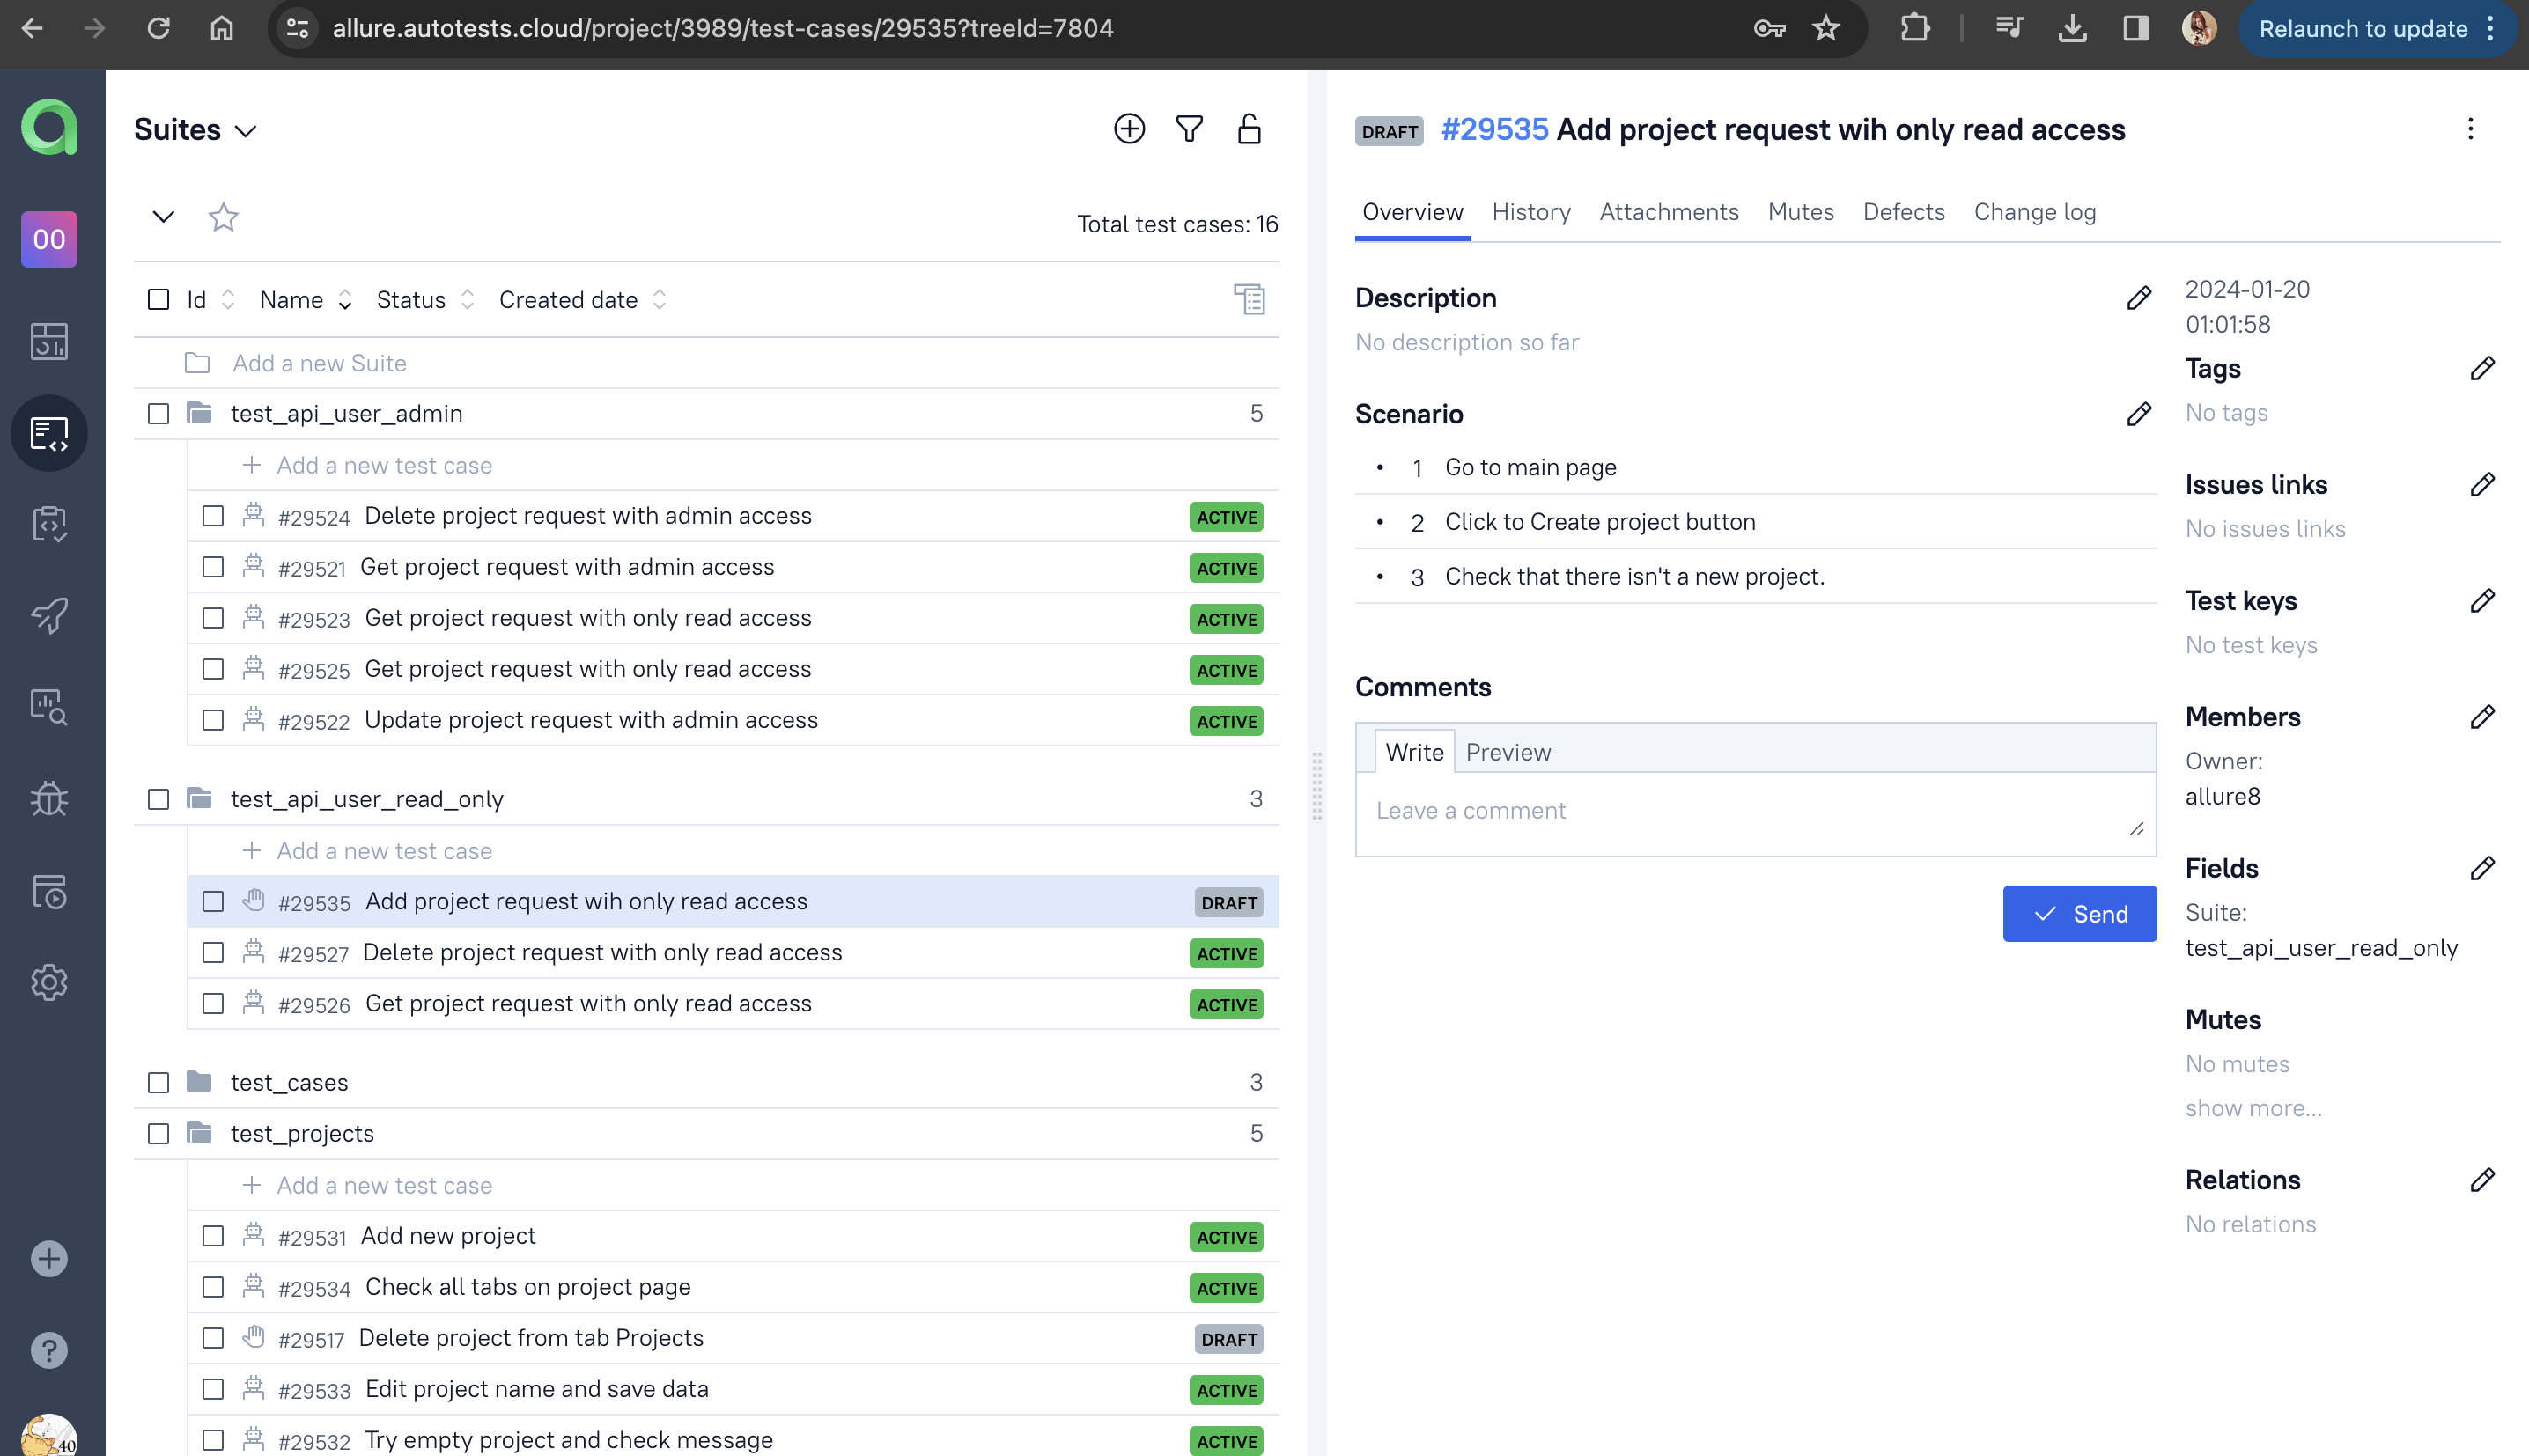 allure.autotests.cloud/project/3989/test-cases/29535?treeId=7804
Relaunch to update
00
Suites
Total test cases: 16
Id Name Status Created date
Add a new Suite
test_api_user_admin 5
Add a new test case
#29524 Delete project request with admin access ACTIVE
#29521 Get project request with admin access ACTIVE
#29523 Get project request with only read access ACTIVE
#29525 Get project request with only read access ACTIVE
#29522 Update project request with admin access ACTIVE
test_api_user_read_only 3
Add a new test case
#29535 Add project request wih only read access DRAFT
#29527 Delete project request with only read access ACTIVE
#29526 Get project request with only read access ACTIVE
test_cases 3
test_projects 5
Add a new test case
#29531 Add new project ACTIVE
#29534 Check all tabs on project page ACTIVE
#29517 Delete project from tab Projects DRAFT
#29533 Edit project name and save data ACTIVE
#29532 Try empty project and check message ACTIVE
40
DRAFT #29535 Add project request wih only read access
Overview History Attachments Mutes Defects Change log
Description
No description so far
Scenario
• 1 Go to main page
• 2 Click to Create project button
• 3 Check that there isn't a new project.
Comments
Write Preview
Leave a comment
Send
2024-01-20
01:01:58
Tags
No tags
Issues links
No issues links
Test keys
No test keys
Members
Owner:
allure8
Fields
Suite:
test_api_user_read_only
Mutes
No mutes
show more...
Relations
No relations